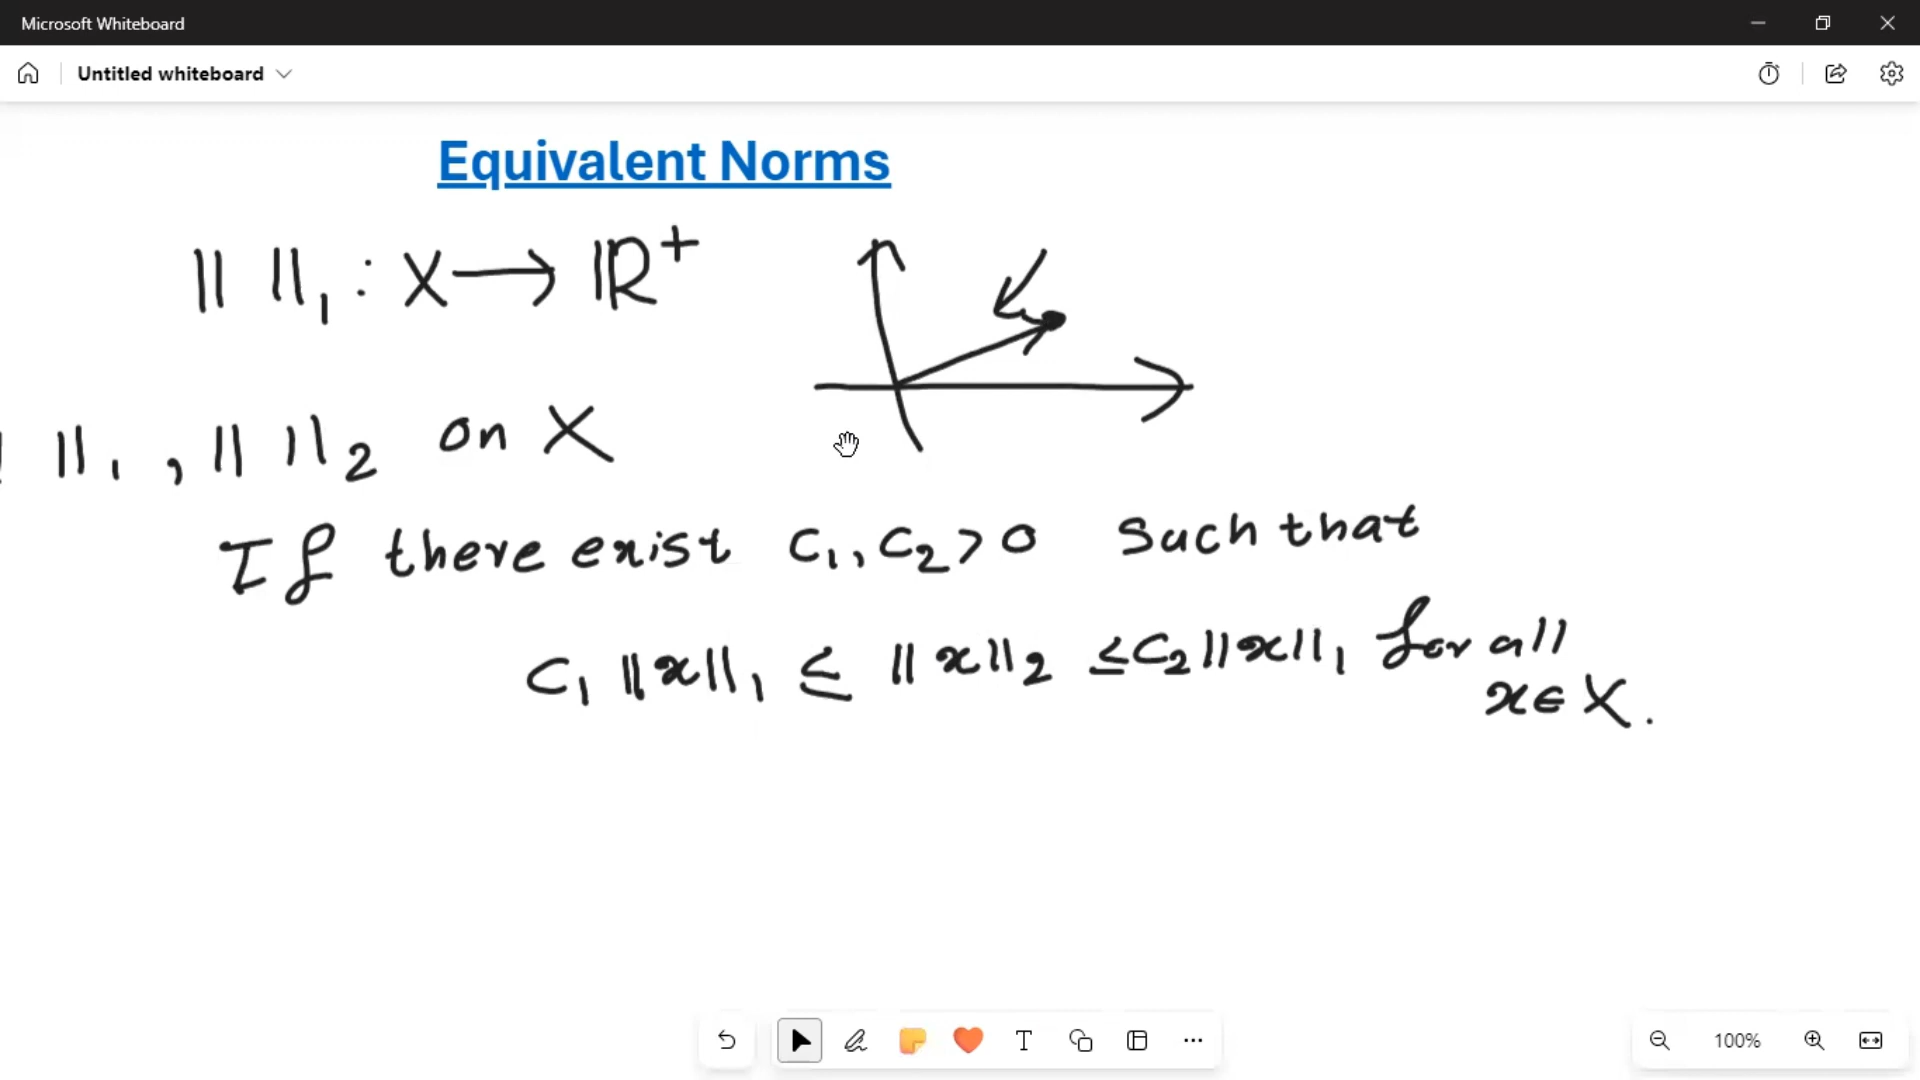 Microsoft Whiteboard
Untitled whiteboard
Equivalent Norms
|| ||₁ : X → ℝ⁺
|| ||₁ , || ||₂ on X
If there exist C₁, C₂ > 0 such that
C₁ ||x||₁ ≤ ||x||₂ ≤ C₂ ||x||₁ for all
x ∈ X.
T
100%